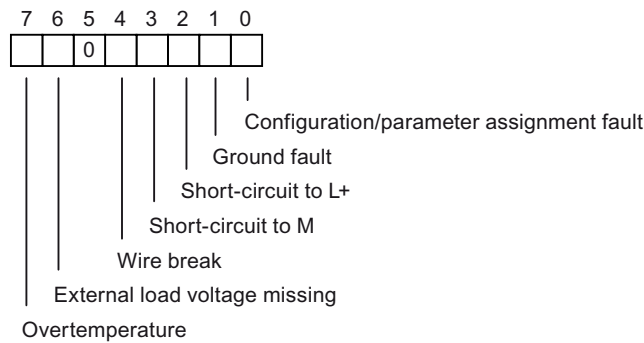 7 6 5 4 3 2 1 0
0
Configuration/parameter assignment fault
Ground fault
Short-circuit to L+
Short-circuit to M
Wire break
External load voltage missing
Overtemperature